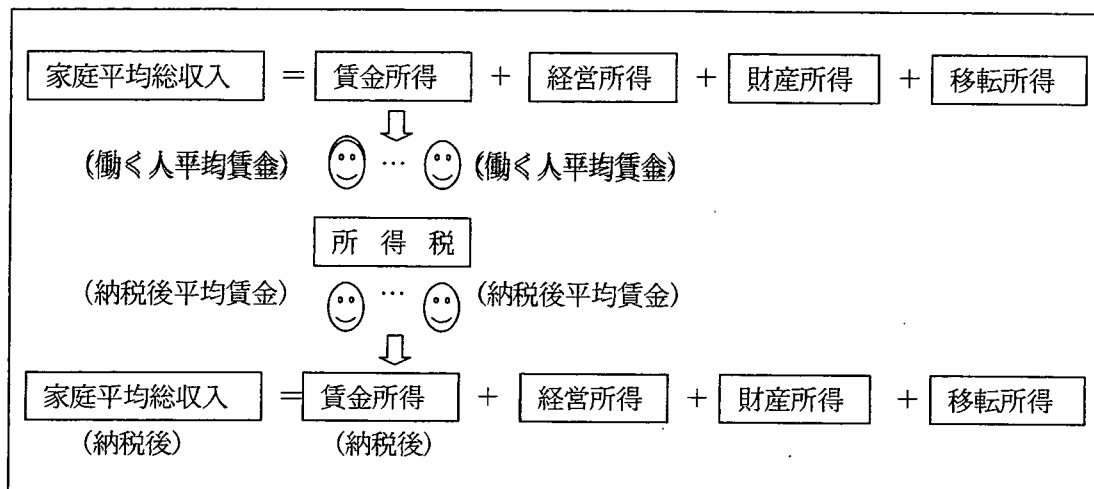 家庭平均総収入 = 賃金所得 + 経営所得 + 財産所得 + 移転所得
(働く人平均賃金) … (働く人平均賃金)
所 得 税
(納税後平均賃金) … (納税後平均賃金)
家庭平均総収入 = 賃金所得 + 経営所得 + 財産所得 + 移転所得
(納税後) (納税後)